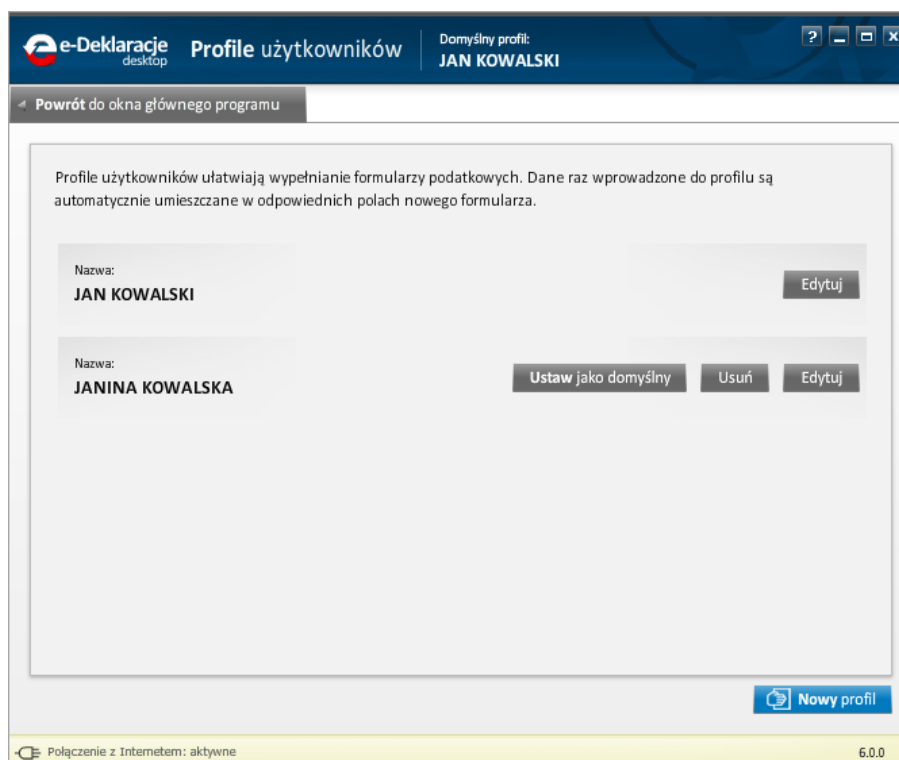 e-Deklaracje
desktop
Profile użytkowników
Domyślny profil:
JAN KOWALSKI
?
Powrót do okna głównego programu
Profile użytkowników ułatwiają wypełnianie formularzy podatkowych. Dane raz wprowadzone do profilu są
automatycznie umieszczane w odpowiednich polach nowego formularza.
Nazwa:
JAN KOWALSKI
Edytuj
Nazwa:
JANINA KOWALSKA
Ustaw jako domyślny
Usuń
Edytuj
Nowy profil
Połączenie z Internetem: aktywne
6.0.0